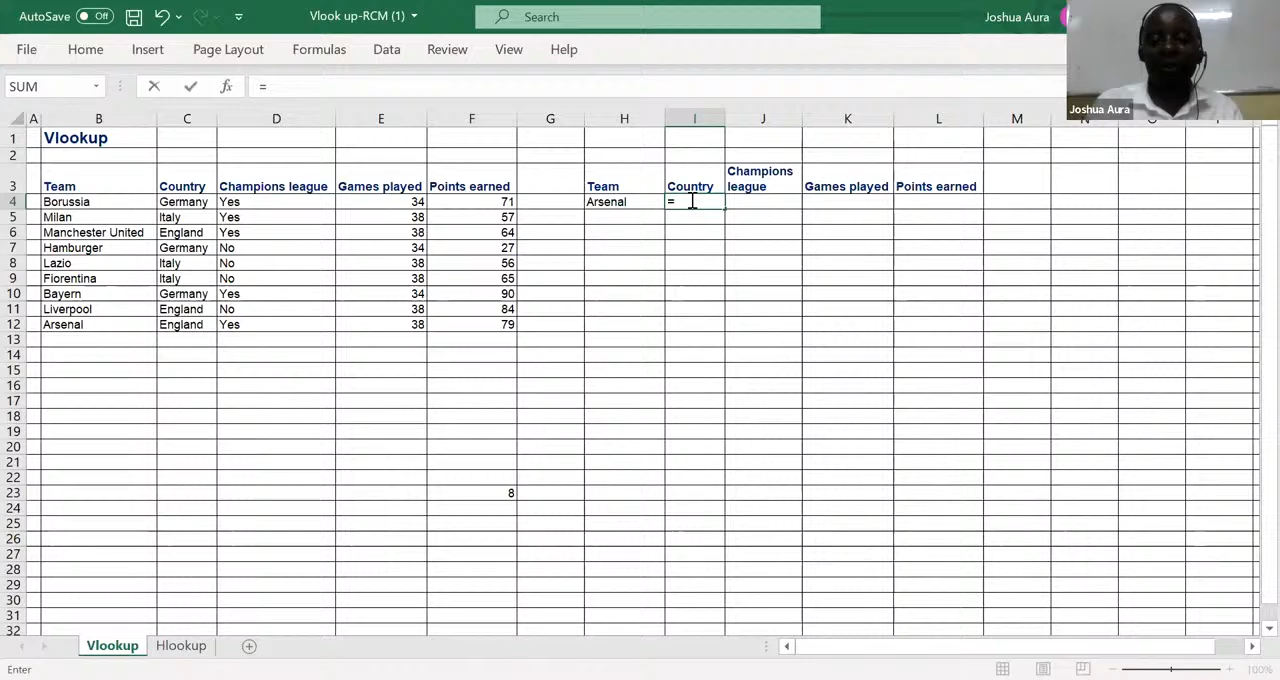 AutoSave Off Vlook up-RCM (1) Search Joshua Aura
File Home Insert Page Layout Formulas Data Review View Help
SUM fx =
Joshua Aura
A B C D E F G H I J K L M
1 Vlookup
2
3 Team Country Champions league Games played Points earned Team Country Champions league Games played Points earned
4 Borussia Germany Yes 34 71 Arsenal =
5 Milan Italy Yes 38 57
6 Manchester United England Yes 38 64
7 Hamburger Germany No 34 27
8 Lazio Italy No 38 56
9 Fiorentina Italy No 38 65
10 Bayern Germany Yes 34 90
11 Liverpool England No 38 84
12 Arsenal England Yes 38 79
13
14
15
16
17
18
19
20
21
22
23 8
24
25
26
27
28
29
30
31
32
Vlookup Hlookup
Enter 100%